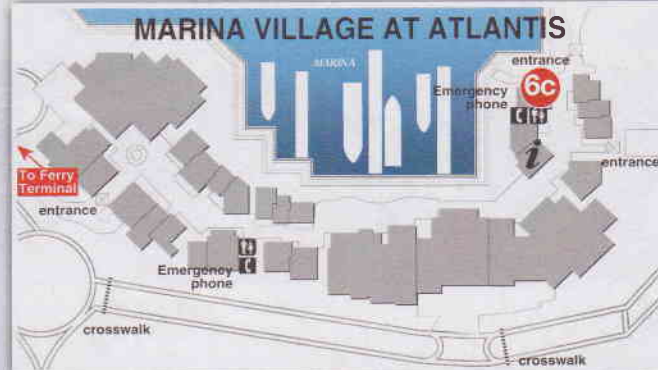 MARINA VILLAGE AT ATLANTIS
MARINA
entrance
6c
Emergency
phone
i
entrance
To Ferry
Terminal
entrance
Emergency
phone
crosswalk
crosswalk